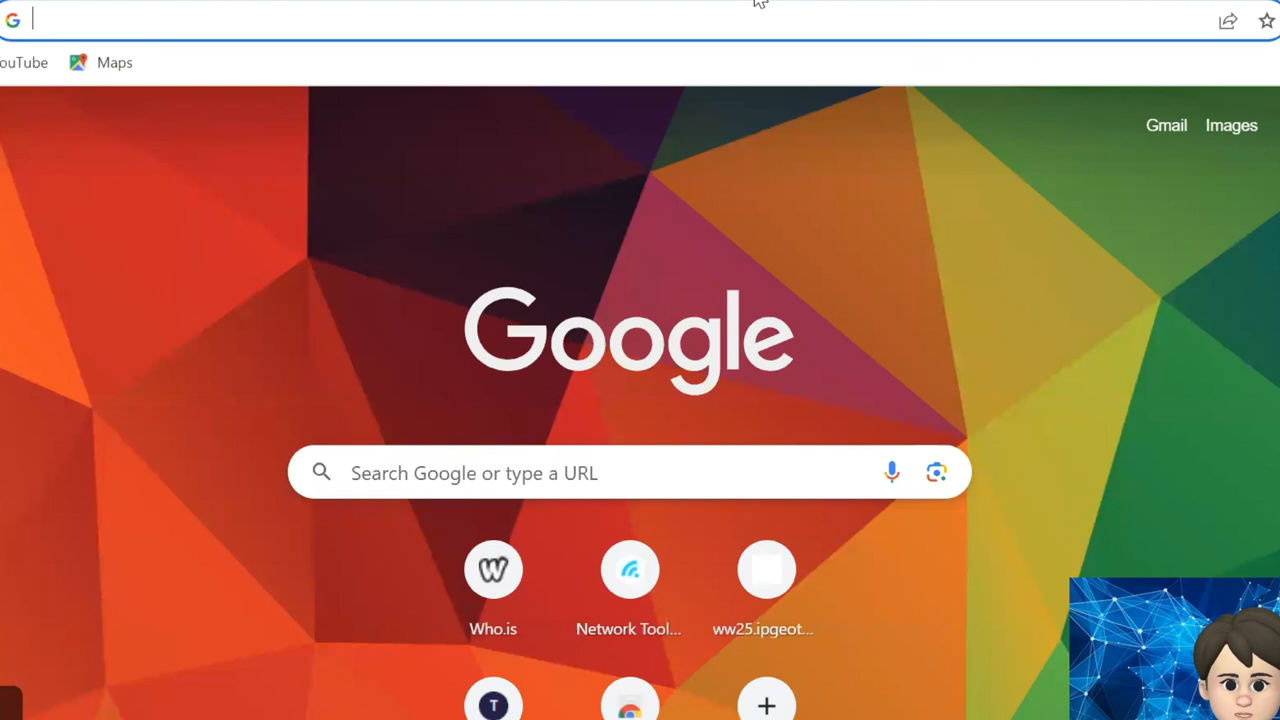 ouTube Maps
Gmail Images
Google
Search Google or type a URL
Who.is Network Tool... ww25.ipgeot...
T